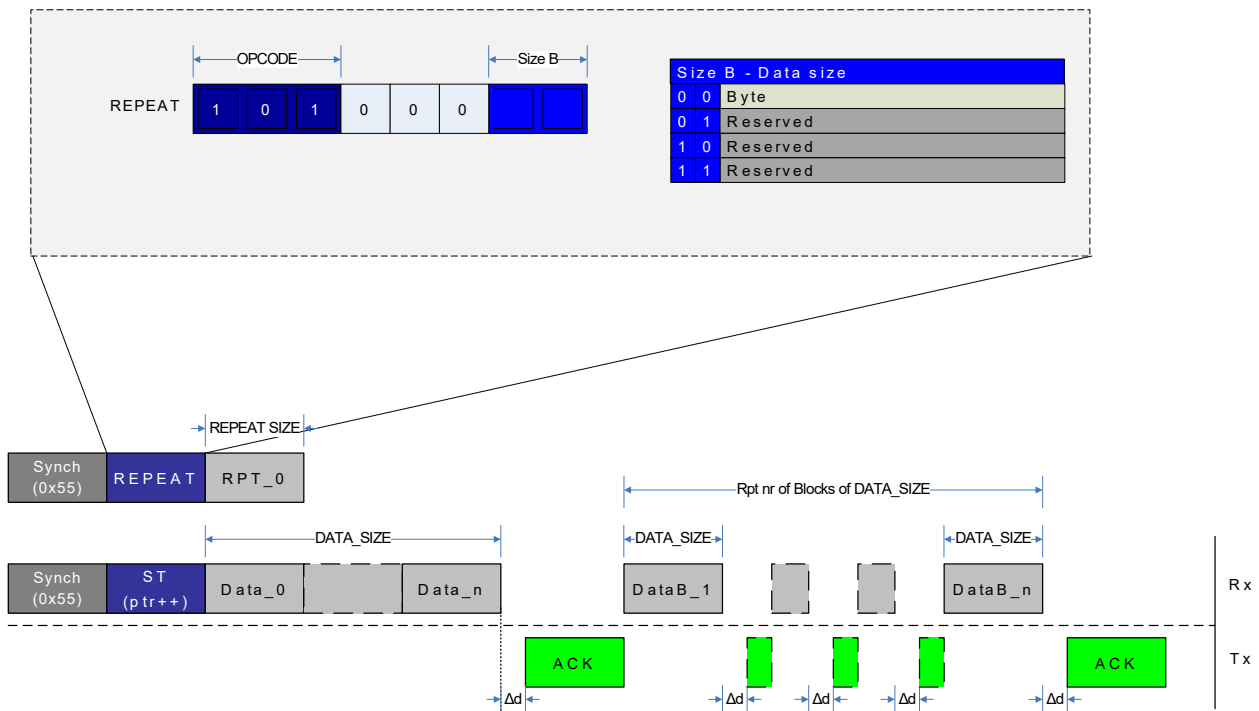 OPCODE
Size B
REPEAT 1 0 1 0 0 0
Size B - Data size
0 0 Byte
0 1 Reserved
1 0 Reserved
1 1 Reserved
REPEAT SIZE
Synch
(0x55)
REPEAT
RPT_0
Rpt nr of Blocks of DATA_SIZE
DATA_SIZE
DATA_SIZE
DATA_SIZE
Synch
(0x55)
ST
(ptr++)
Data_0
Data_n
DataB_1
DataB_n
Rx
ACK
ACK
Tx
Δd
Δd
Δd
Δd
Δd